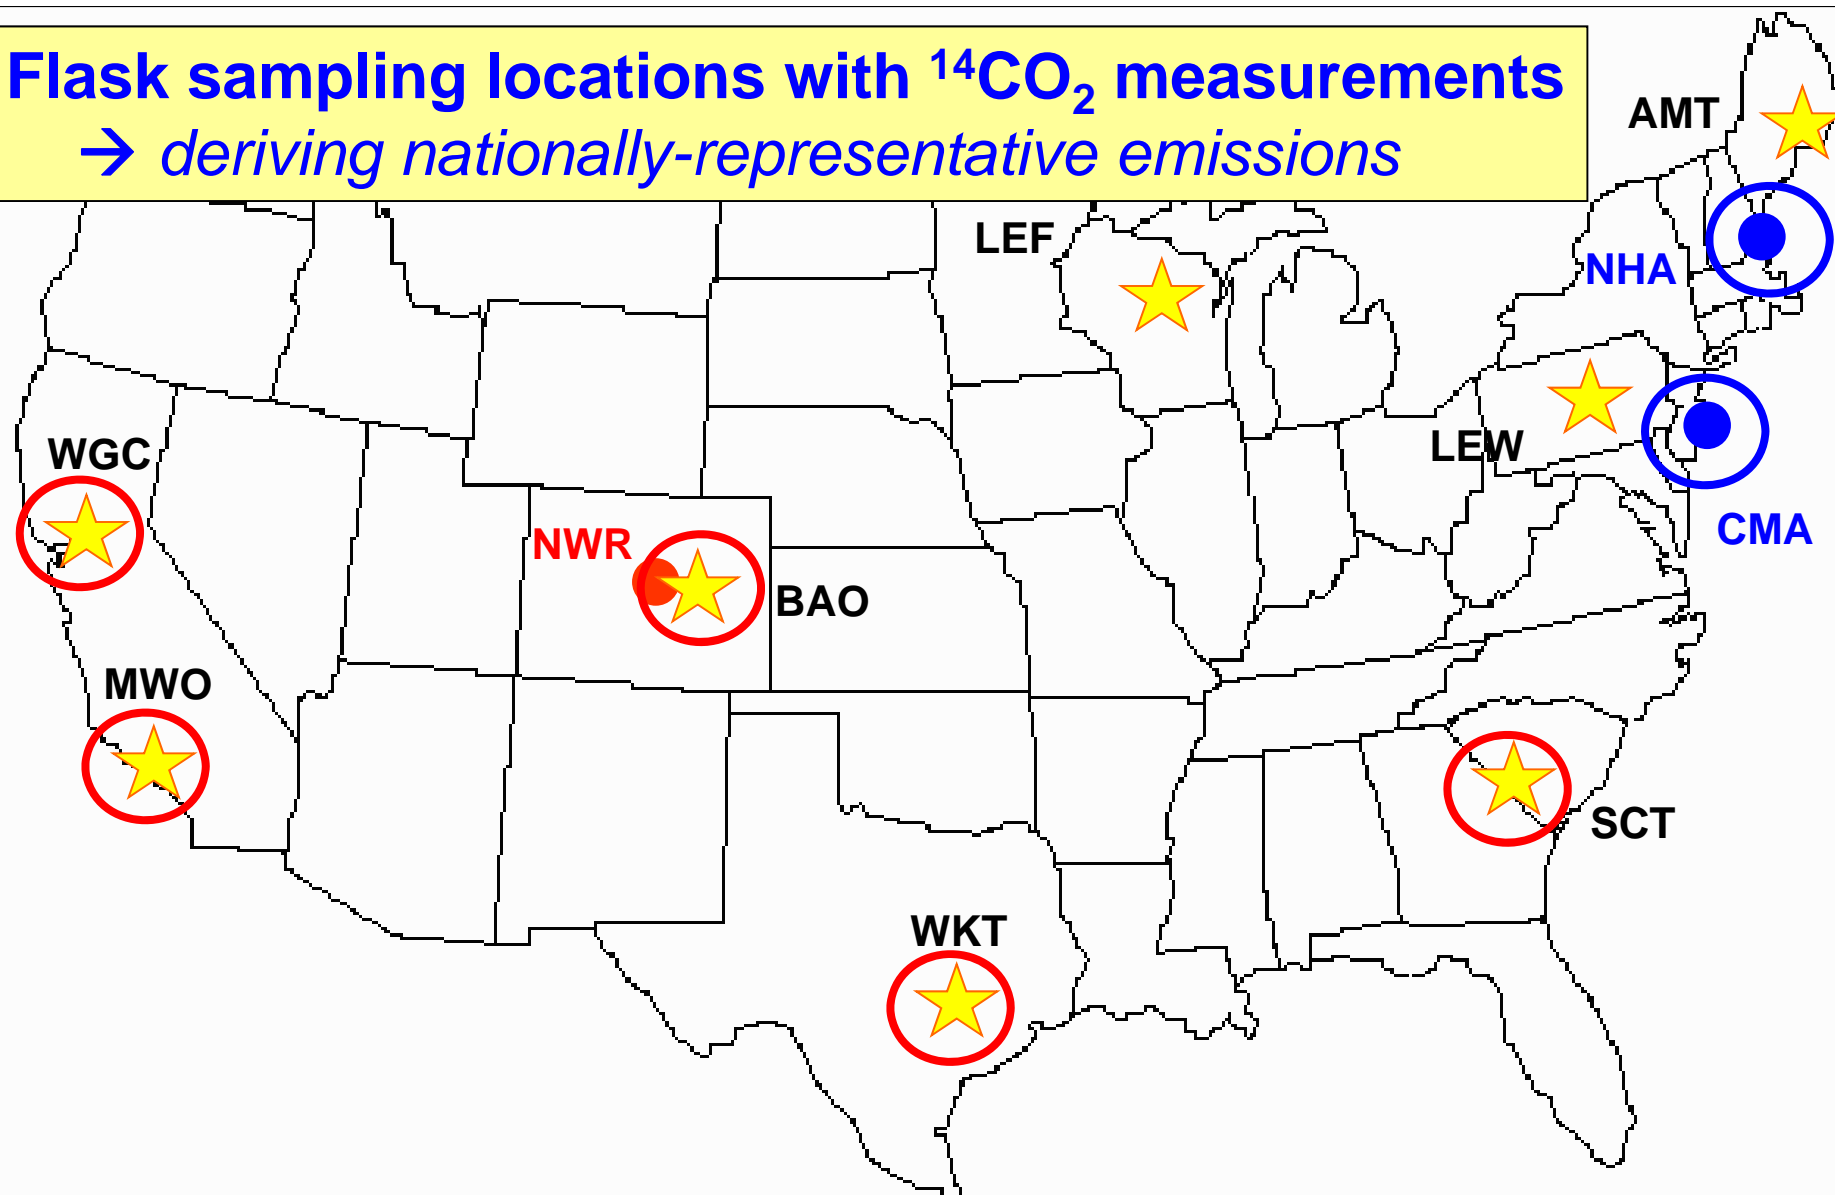 Flask sampling locations with ¹⁴CO₂ measurements
→ deriving nationally-representative emissions
AMT
LEF
NHA
WGC
LEW
NWR
CMA
BAO
MWO
SCT
WKT